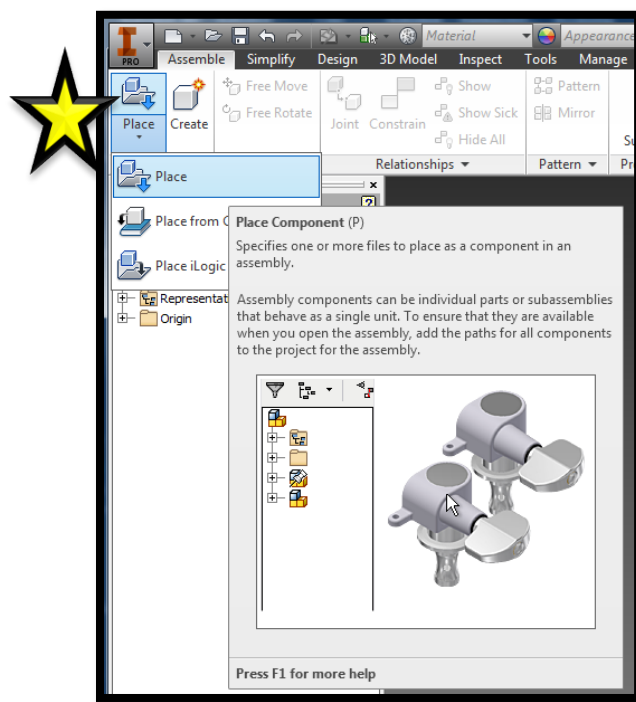 PRO
Material
Appearance
Assemble Simplify Design 3D Model Inspect Tools Manage
Place
Create
Free Move
Free Rotate
Joint
Constrain
Show
Show Sick
Hide All
Pattern
Mirror
Relationships
Pattern
Place
Place from
Place iLogic
Origin
Place Component (P)
Specifies one or more files to place as a component in an
assembly.
Assembly components can be individual parts or subassemblies
that behave as a single unit. To ensure that they are available
when you open the assembly, add the paths for all components
to the project for the assembly.
Press F1 for more help